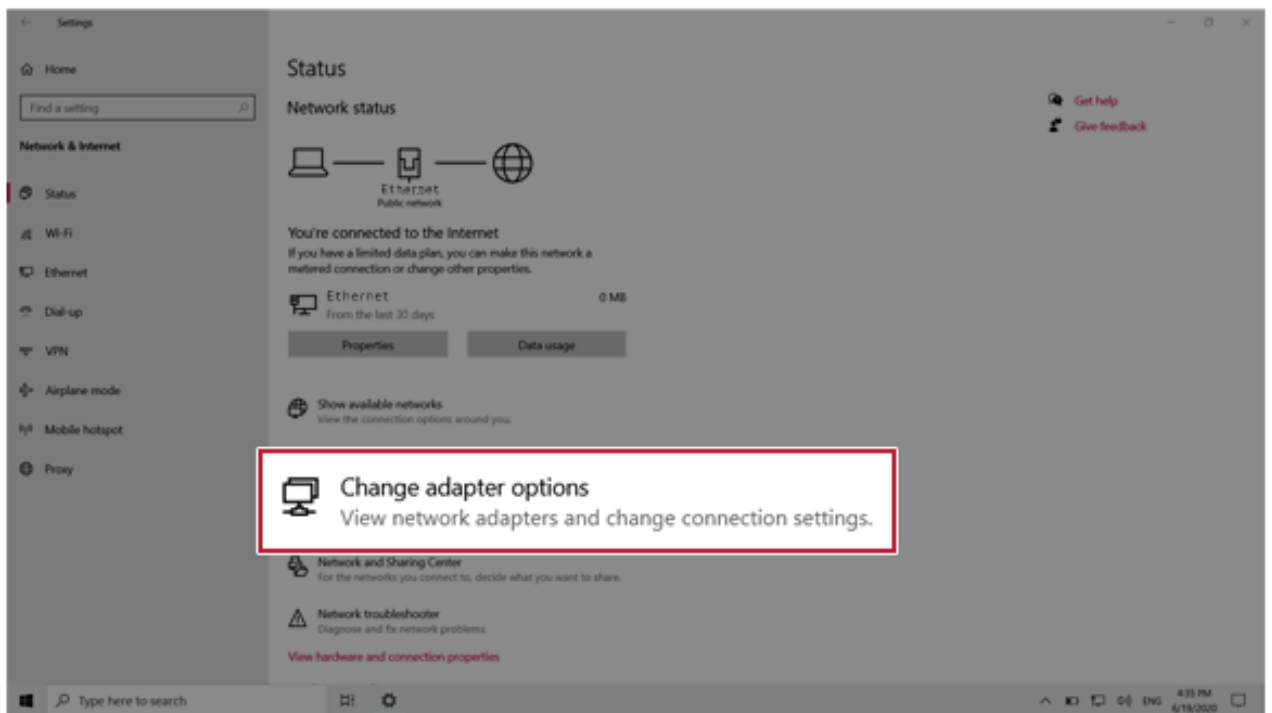 Settings
Home
Find a setting
Network & Internet
Status
Wi-Fi
Ethernet
Dial-up
VPN
Airplane mode
Mobile hotspot
Proxy
Status
Network status
Ethernet
Public network
You're connected to the Internet
If you have a limited data plan, you can make this network a
metered connection or change other properties.
Ethernet
0 MB
From the last 30 days
Properties
Data usage
Show available networks
View the connection options around you.
Change adapter options
View network adapters and change connection settings.
Network and Sharing Center
For the networks you connect to, decide what you want to share.
Network troubleshooter
Diagnose and fix network problems.
View hardware and connection properties
Get help
Give feedback
Type here to search
ENG
4:35 PM
6/19/2020